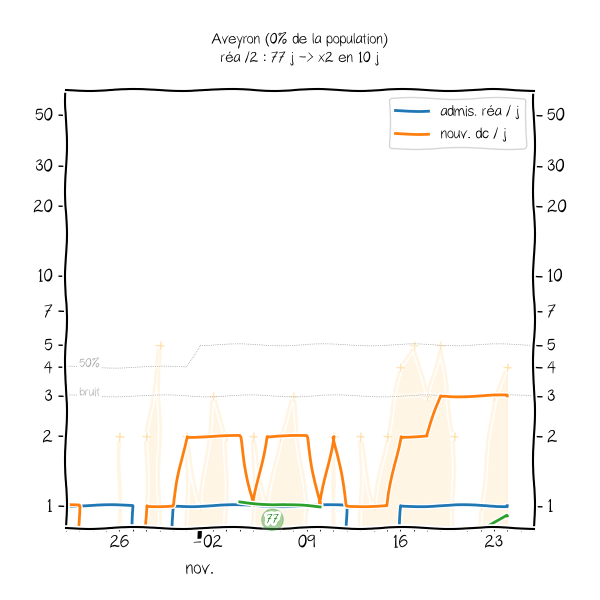 Aveyron (0% de la population)
réa /2 : 77 j -> x2 en 10 j
admis. réa / j
nouv. dc / j
50 50
30 30
20 20
10 10
7 7
5 5
50%
4 4
bruit
3 3
2 2
1 1
77
26 02 09 16 23
nov.